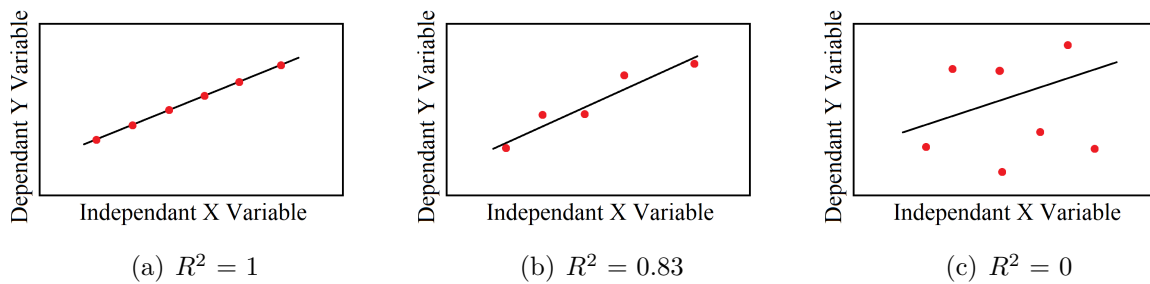 Dependant Y Variable
Independant X Variable
(a) R² = 1
Dependant Y Variable
Independant X Variable
(b) R² = 0.83
Dependant Y Variable
Independant X Variable
(c) R² = 0